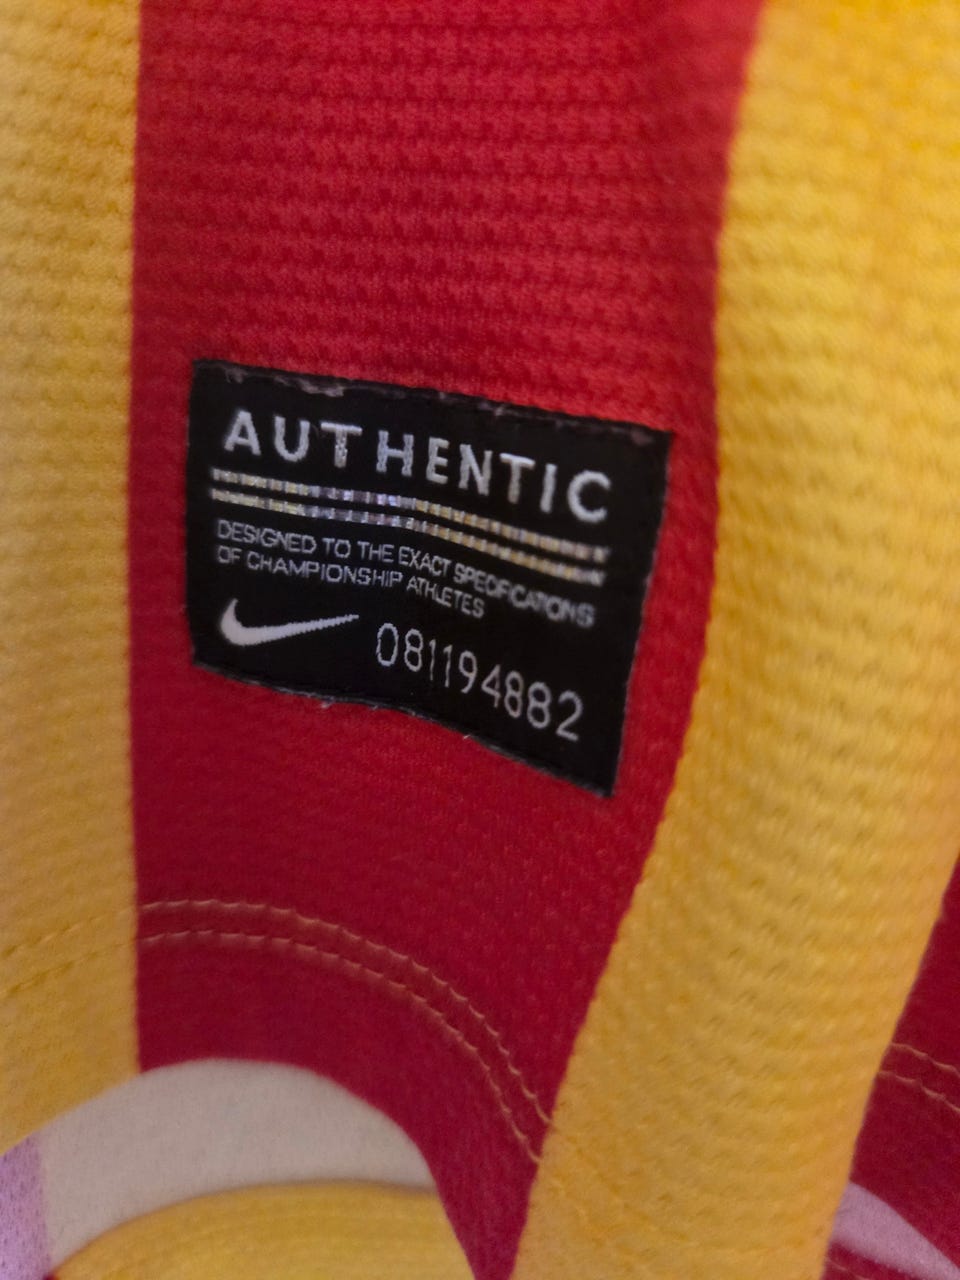 AUTHENTIC
DESIGNED TO THE EXACT SPECIFICATIONS
OF CHAMPIONSHIP ATHLETES
081194882